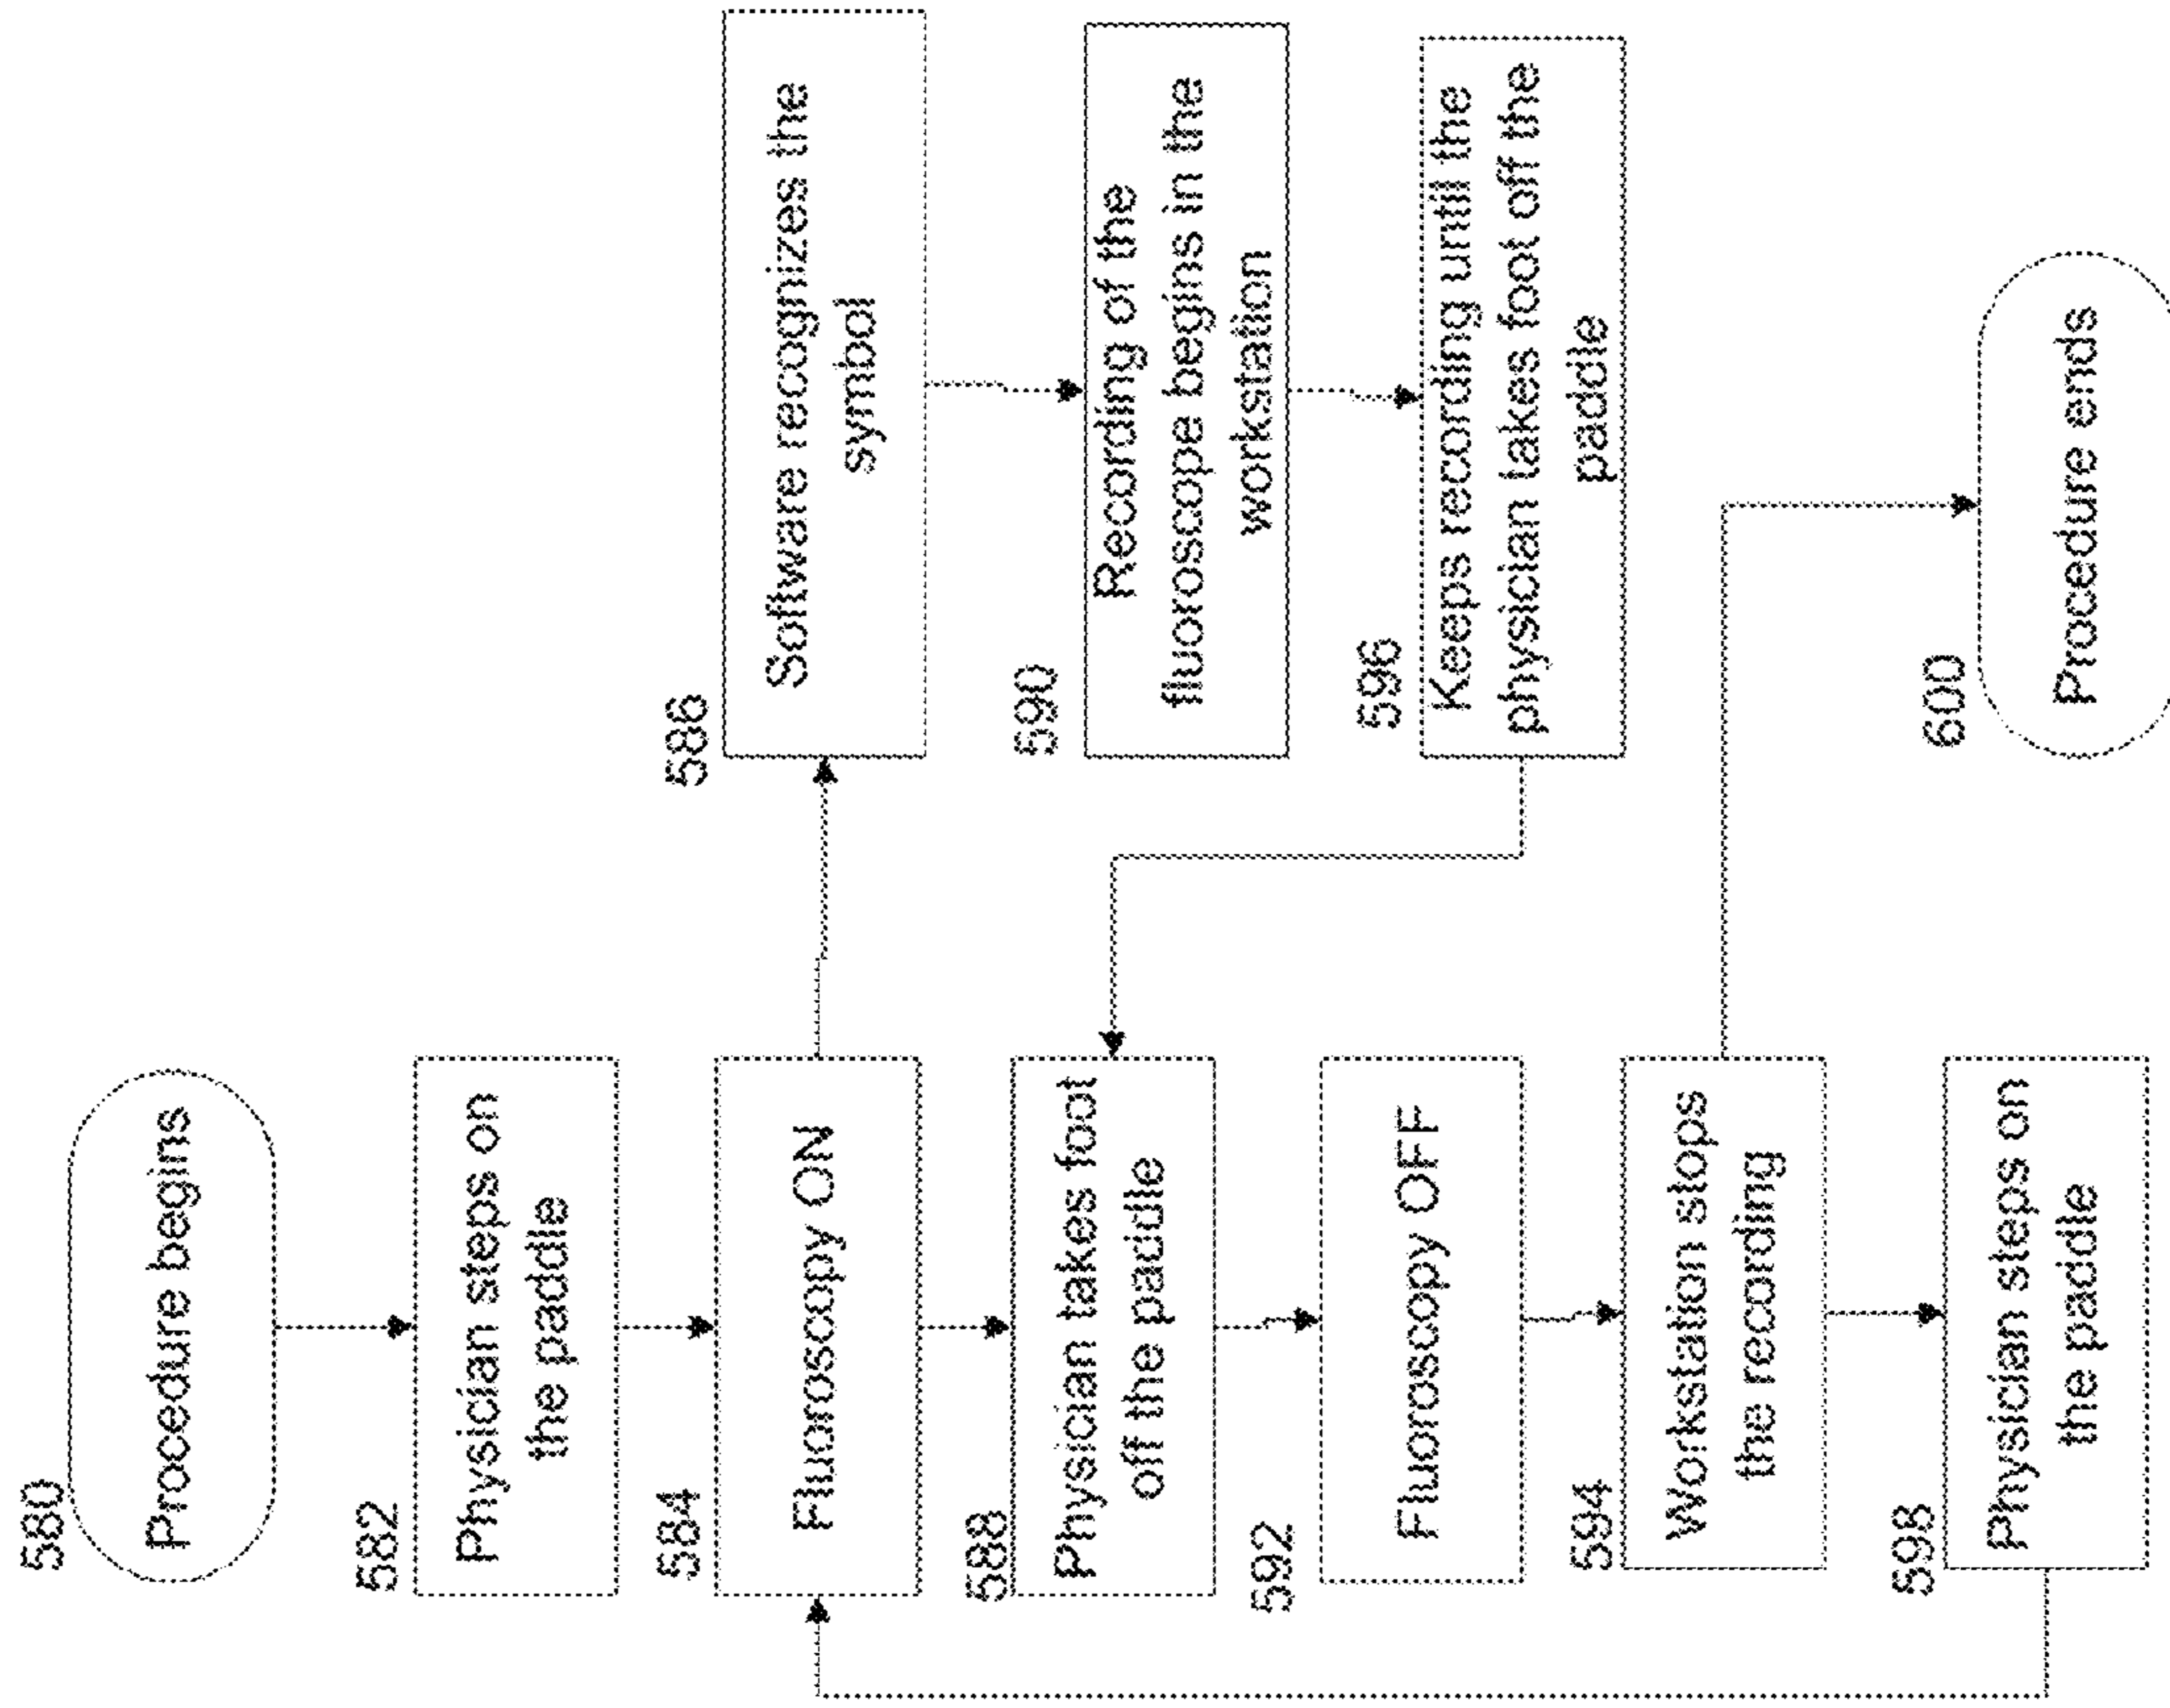 580
Procedure begins
582
Physician steps on
the paddle
584
Fluoroscopy ON
586
Software recognizes the
symbol
588
Physician takes foot
off the paddle
590
Recording of the
fluoroscope begins in the
workstation
592
Fluoroscopy OFF
594
Workstation stops
the recording
596
Keeps recording until the
physician takes foot off the
paddle
598
Physician steps on
the paddle
600
Procedure ends